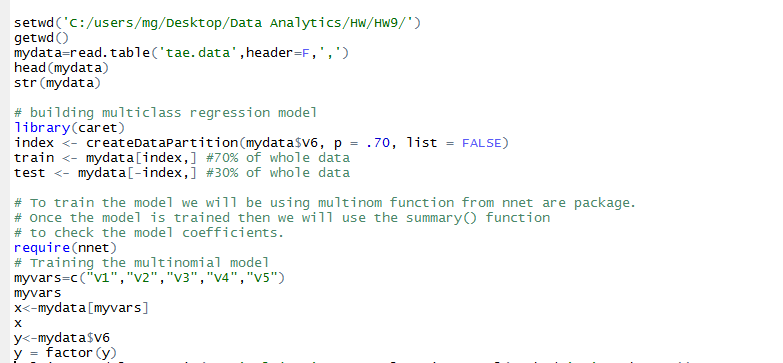 setwd('C:/users/mg/Desktop/Data Analytics/HW/HW9/')
getwd()
mydata=read.table('tae.data',header=F,',')
head(mydata)
str(mydata)
# building multiclass regression model
library(caret)
index <- createDataPartition(mydata$V6, p = .70, list = FALSE)
train <- mydata[index,] #70% of whole data
test <- mydata[-index,] #30% of whole data
# To train the model we will be using multinom function from nnet are package.
# Once the model is trained then we will use the summary() function
# to check the model coefficients.
require(nnet)
# Training the multinomial model
myvars=c("V1","V2","V3","V4","V5")
myvars
x<-mydata[myvars]
x
y<-mydata$V6
y = factor(y)